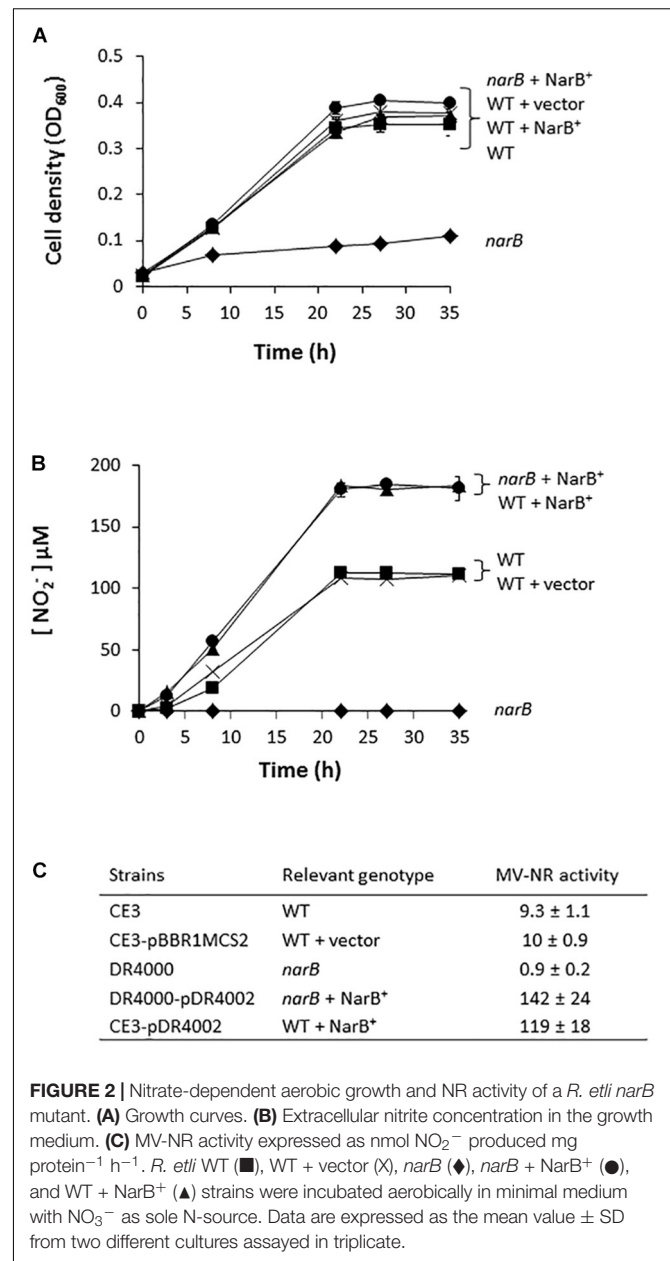 A
Cell density (OD600)
0.5
0.4
0.3
0.2
0.1
0
narB + NarB+
WT + vector
WT + NarB+
WT
narB
0 5 10 15 20 25 30 35
Time (h)
B
[ NO2- ] µM
200
150
100
50
0
narB + NarB+
WT + NarB+
WT
WT + vector
narB
0 5 10 15 20 25 30 35
Time (h)
C
Strains Relevant genotype MV-NR activity
CE3 WT 9.3 ± 1.1
CE3-pBBR1MCS2 WT + vector 10 ± 0.9
DR4000 narB 0.9 ± 0.2
DR4000-pDR4002 narB + NarB+ 142 ± 24
CE3-pDR4002 WT + NarB+ 119 ± 18
FIGURE 2 | Nitrate-dependent aerobic growth and NR activity of a R. etli narB
mutant. (A) Growth curves. (B) Extracellular nitrite concentration in the growth
medium. (C) MV-NR activity expressed as nmol NO2− produced mg
protein−1 h−1. R. etli WT (■), WT + vector (X), narB (♦), narB + NarB+ (●),
and WT + NarB+ (▲) strains were incubated aerobically in minimal medium
with NO3− as sole N-source. Data are expressed as the mean value ± SD
from two different cultures assayed in triplicate.